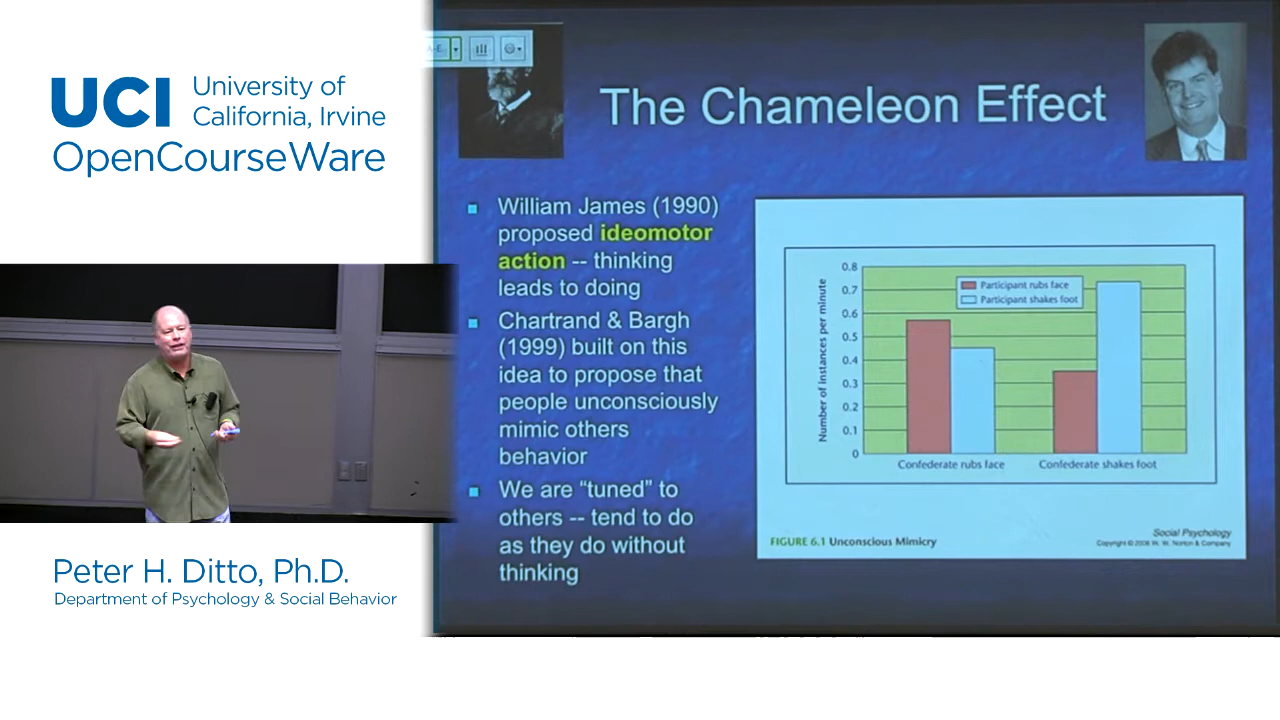 UCI University of
California, Irvine
OpenCourseWare
The Chameleon Effect
William James (1990)
proposed ideomotor
action -- thinking
leads to doing
Chartrand & Bargh
(1999) built on this
idea to propose that
people unconsciously
mimic others
behavior
We are “tuned” to
others -- tend to do
as they do without
thinking
Number of instances per minute
0.8
0.7
0.6
0.5
0.4
0.3
0.2
0.1
0
Participant rubs face
Participant shakes foot
Confederate rubs face
Confederate shakes foot
FIGURE 6.1 Unconscious Mimicry
Social Psychology
Copyright © 2006 W. W. Norton & Company
Peter H. Ditto, Ph.D.
Department of Psychology & Social Behavior